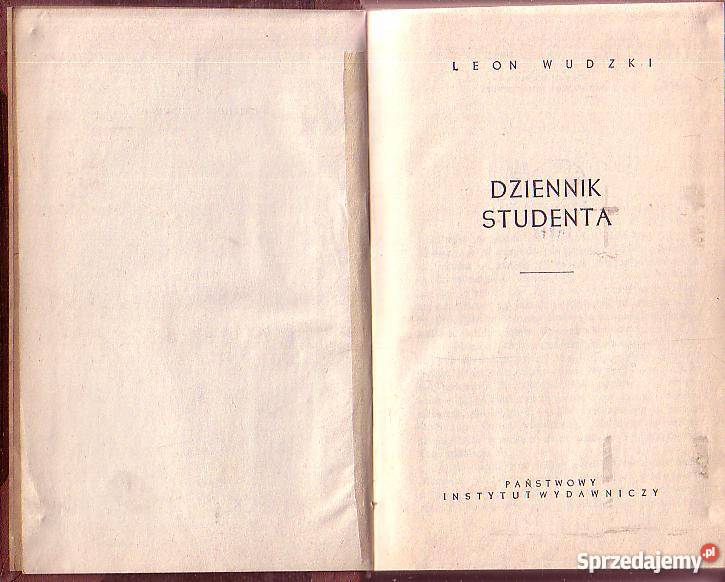 LEON WUDZKI
DZIENNIK
STUDENTA
PAŃSTWOWY
INSTYTUT WYDAWNICZY
Sprzedajemy.pl